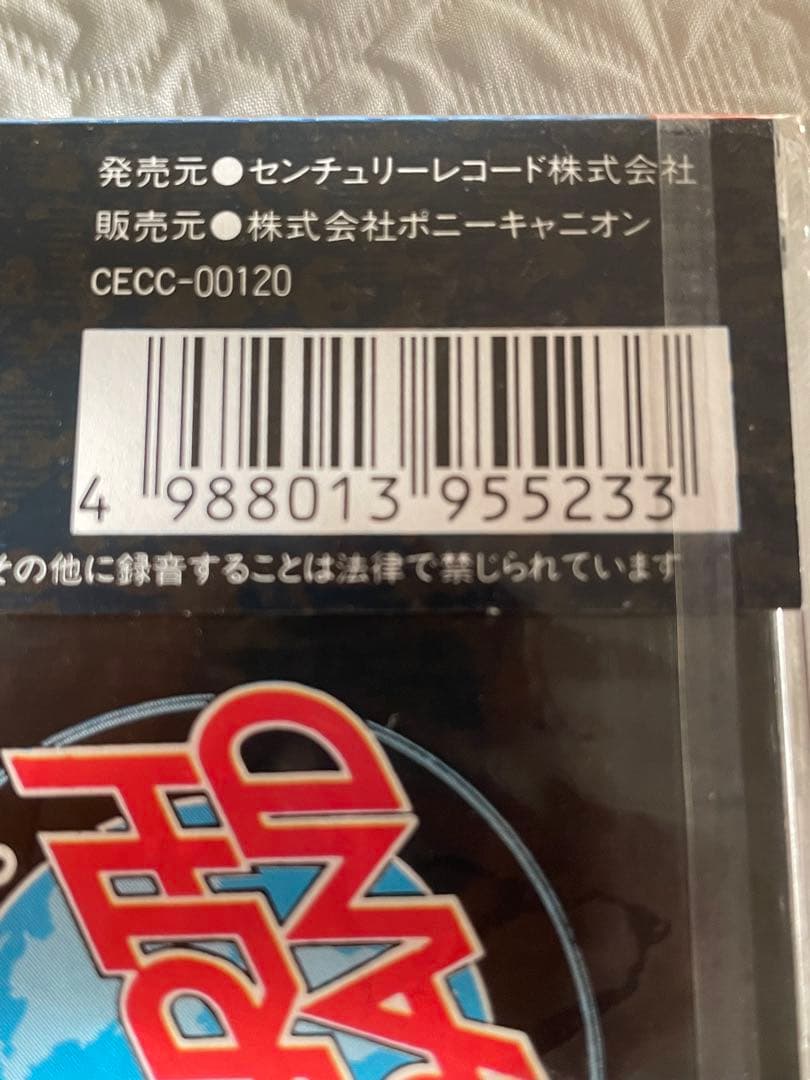 発売元●センチュリーレコード株式会社
販売元●株式会社ポニーキャニオン
CECC-00120
4 988013 955233
その他に録音することは法律で禁じられています